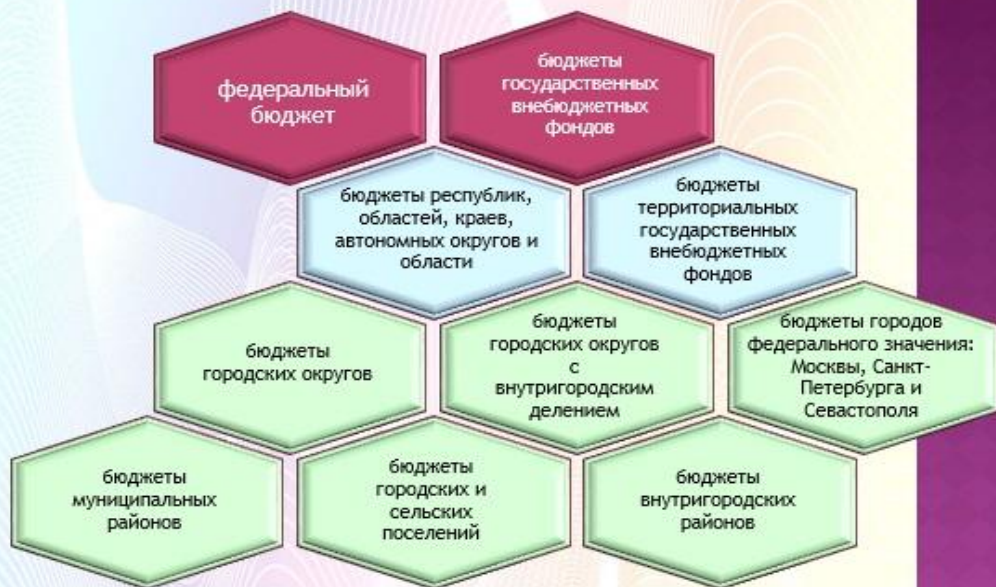 федеральный
бюджет
бюджеты
государственных
внебюджетных
фондов
бюджеты республик,
областей, краев,
автономных округов и
области
бюджеты
территориальных
государственных
внебюджетных
фондов
бюджеты
городских округов
бюджеты
городских округов
с
внутригородским
делением
бюджеты городов
федерального значения:
Москвы, Санкт-
Петербурга и
Севастополя
бюджеты
муниципальных
районов
бюджеты
городских и
сельских
поселений
бюджеты
внутригородских
районов